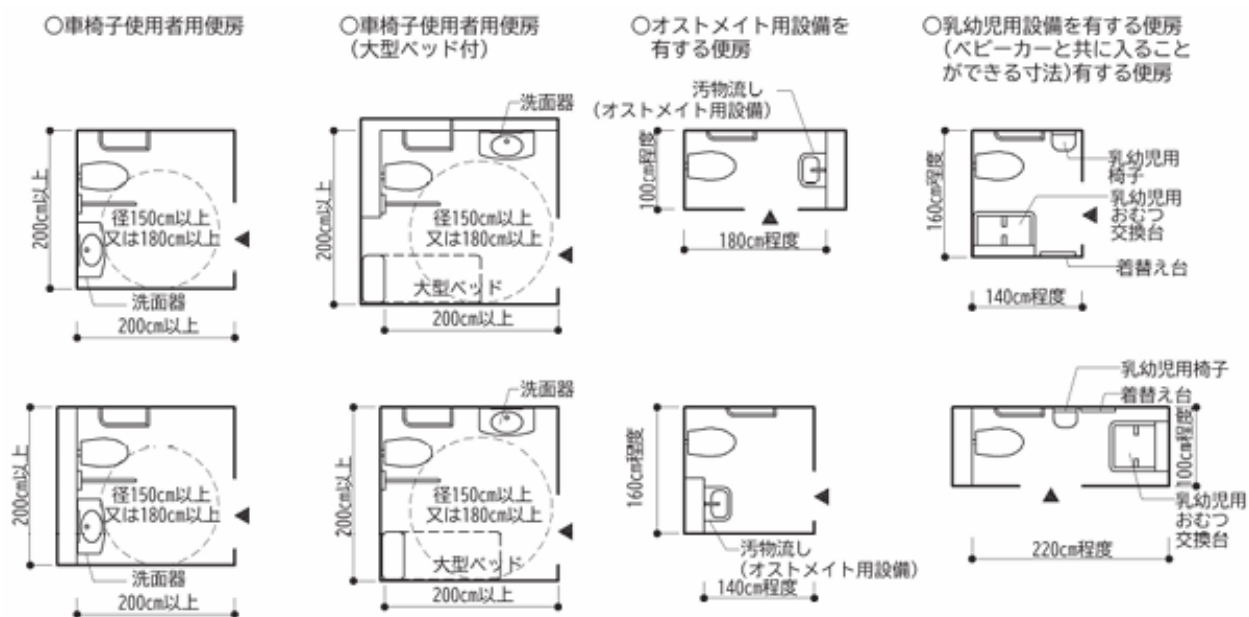 ○車椅子使用者用便房
200cm以上
径150cm以上
又は180cm以上
洗面器
200cm以上
200cm以上
径150cm以上
又は180cm以上
洗面器
200cm以上
○車椅子使用者用便房
(大型ベッド付)
洗面器
200cm以上
径150cm以上
又は180cm以上
大型ベッド
200cm以上
洗面器
200cm以上
径150cm以上
又は180cm以上
大型ベッド
200cm以上
○オストメイト用設備を
有する便房
汚物流し
(オストメイト用設備)
100cm程度
180cm程度
160cm程度
汚物流し
(オストメイト用設備)
140cm程度
○乳幼児用設備を有する便房
(ベビーカーと共に入ること
ができる寸法)有する便房
160cm程度
乳幼児用
椅子
乳幼児用
おむつ
交換台
着替え台
140cm程度
乳幼児用椅子
着替え台
100cm程度
乳幼児用
おむつ
交換台
220cm程度